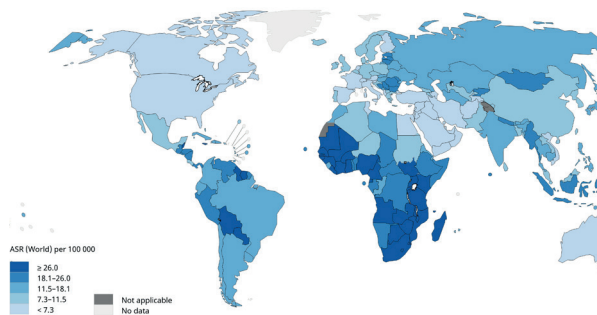 ASR (World) per 100 000
≥ 26.0
18.1–26.0
11.5–18.1
7.3–11.5
< 7.3
Not applicable
No data